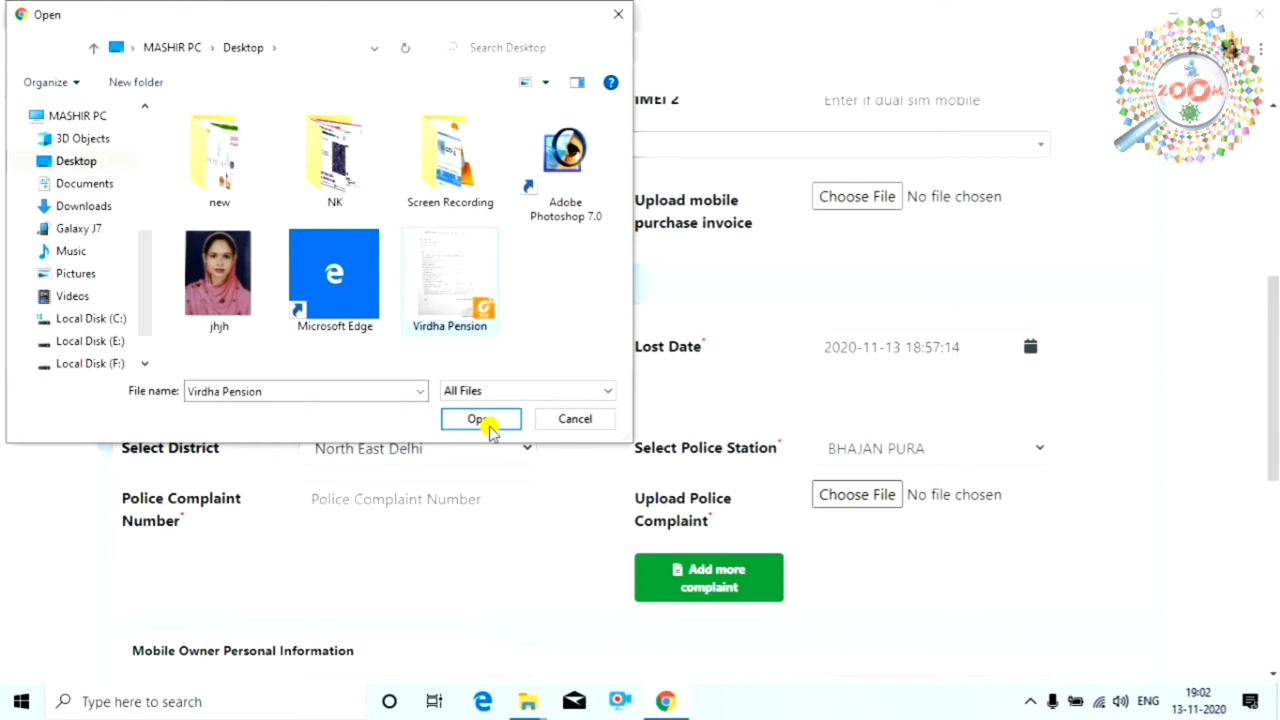 Open
MASHIR PC
Desktop
Search Desktop
Organize
New folder
MASHIR PC
3D Objects
Desktop
Documents
Downloads
Galaxy J7
Music
Pictures
Videos
Local Disk (C:)
Local Disk (E:)
Local Disk (F:)
new
NK
Screen Recording
Adobe
Photoshop 7.0
jhjh
Microsoft Edge
Virdha Pension
File name:
Virdha Pension
All Files
Cancel
ZOOM
IMEI 2
Enter if dual sim mobile
Upload mobile
purchase invoice
Choose File No file chosen
Lost Date*
2020-11-13 18:57:14
Select District
North East Delhi
Select Police Station*
BHAJAN PURA
Police Complaint
Number*
Police Complaint Number
Upload Police
Complaint*
Choose File No file chosen
Add more
complaint
Mobile Owner Personal Information
Type here to search
ENG
19:02
13-11-2020